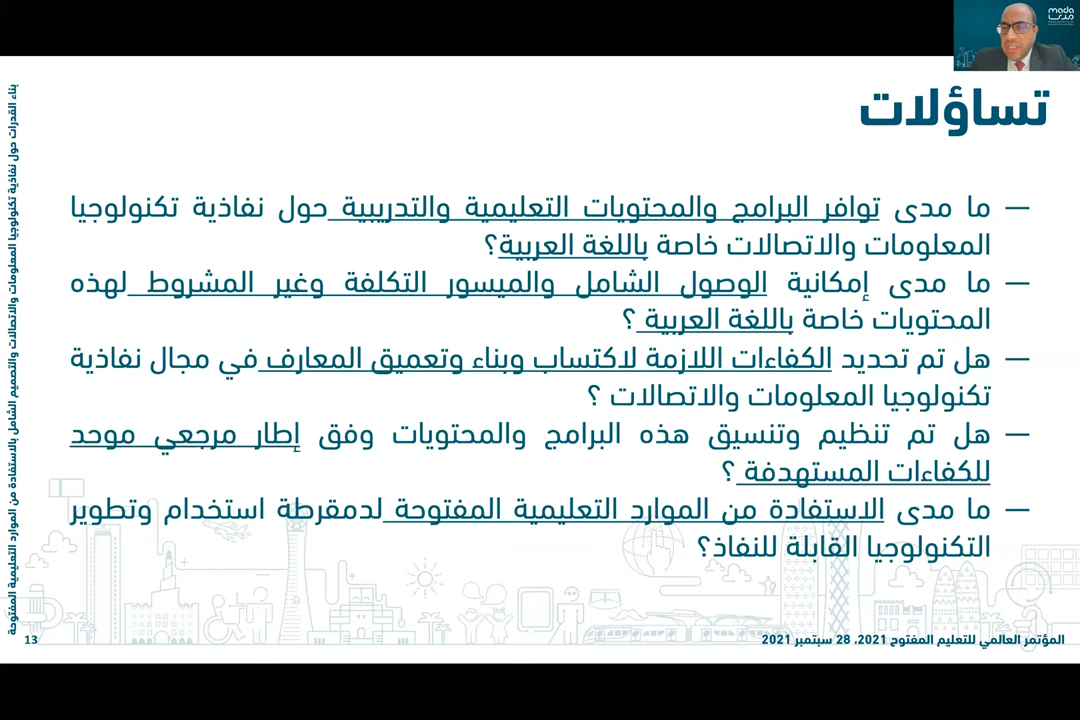 mada
مدى
تساؤلات
— ما مدى توافر البرامج والمحتويات التعليمية والتدريبية حول نفاذية تكنولوجيا
المعلومات والاتصالات خاصة باللغة العربية؟
— ما مدى إمكانية الوصول الشامل والميسور التكلفة وغير المشروط لهذه
المحتويات خاصة باللغة العربية ؟
— هل تم تحديد الكفاءات اللازمة لاكتساب وبناء وتعميق المعارف في مجال نفاذية
تكنولوجيا المعلومات والاتصالات ؟
— هل تم تنظيم وتنسيق هذه البرامج والمحتويات وفق إطار مرجعي موحد
للكفاءات المستهدفة ؟
— ما مدى الاستفادة من الموارد التعليمية المفتوحة لدمقرطة استخدام وتطوير
التكنولوجيا القابلة للنفاذ؟
بناء القدرات حول نفاذية تكنولوجيا المعلومات والاتصالات والتصميم الشامل بالاستفادة من الموارد التعليمية المفتوحة
المؤتمر العالمي للتعليم المفتوح 2021، 28 سبتمبر 2021
13